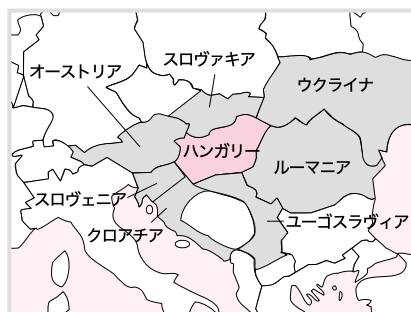 スロヴァキア
オーストリア
ウクライナ
ハンガリー
ルーマニア
スロヴェニア
ユーゴスラヴィア
クロアチア